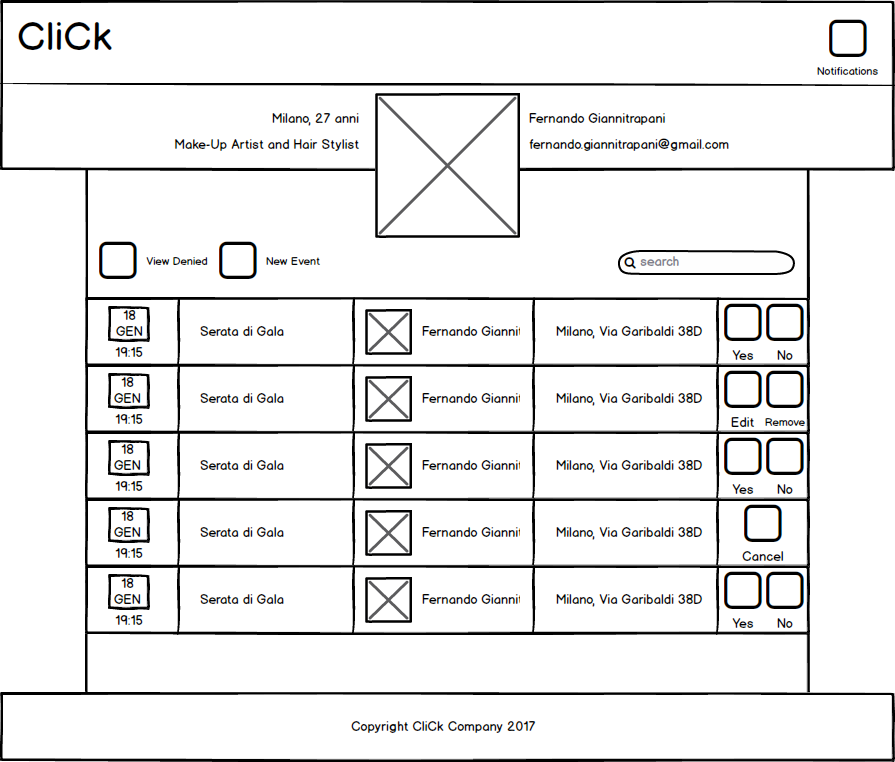 CliCk
Notifications
Milano, 27 anni
Fernando Giannitrapani
Make-Up Artist and Hair Stylist
fernando.giannitrapani@gmail.com
View Denied
New Event
search
18
GEN
19:15
Serata di Gala
Fernando Giannit
Milano, Via Garibaldi 38D
Yes
No
18
GEN
19:15
Serata di Gala
Fernando Giannit
Milano, Via Garibaldi 38D
Edit
Remove
18
GEN
19:15
Serata di Gala
Fernando Giannit
Milano, Via Garibaldi 38D
Yes
No
18
GEN
19:15
Serata di Gala
Fernando Giannit
Milano, Via Garibaldi 38D
Cancel
18
GEN
19:15
Serata di Gala
Fernando Giannit
Milano, Via Garibaldi 38D
Yes
No
Copyright CliCk Company 2017